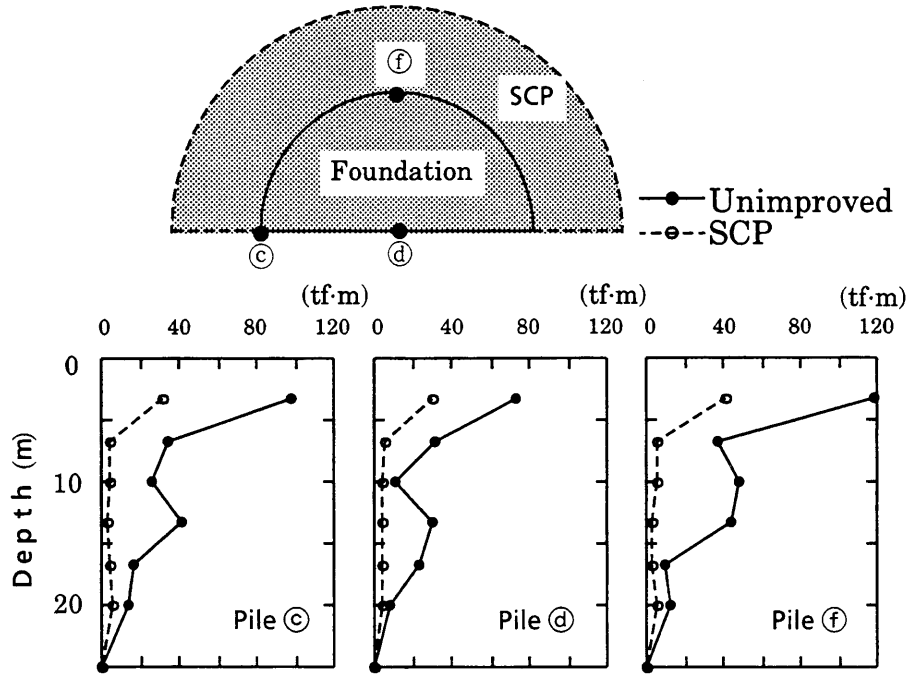 ⓕ
SCP
Foundation
ⓒ
ⓓ
Unimproved
SCP
(tf·m) (tf·m) (tf·m)
0 40 80 120 0 40 80 120 0 40 80 120
0
10
20
Depth (m)
Pile ⓒ Pile ⓓ Pile ⓕ